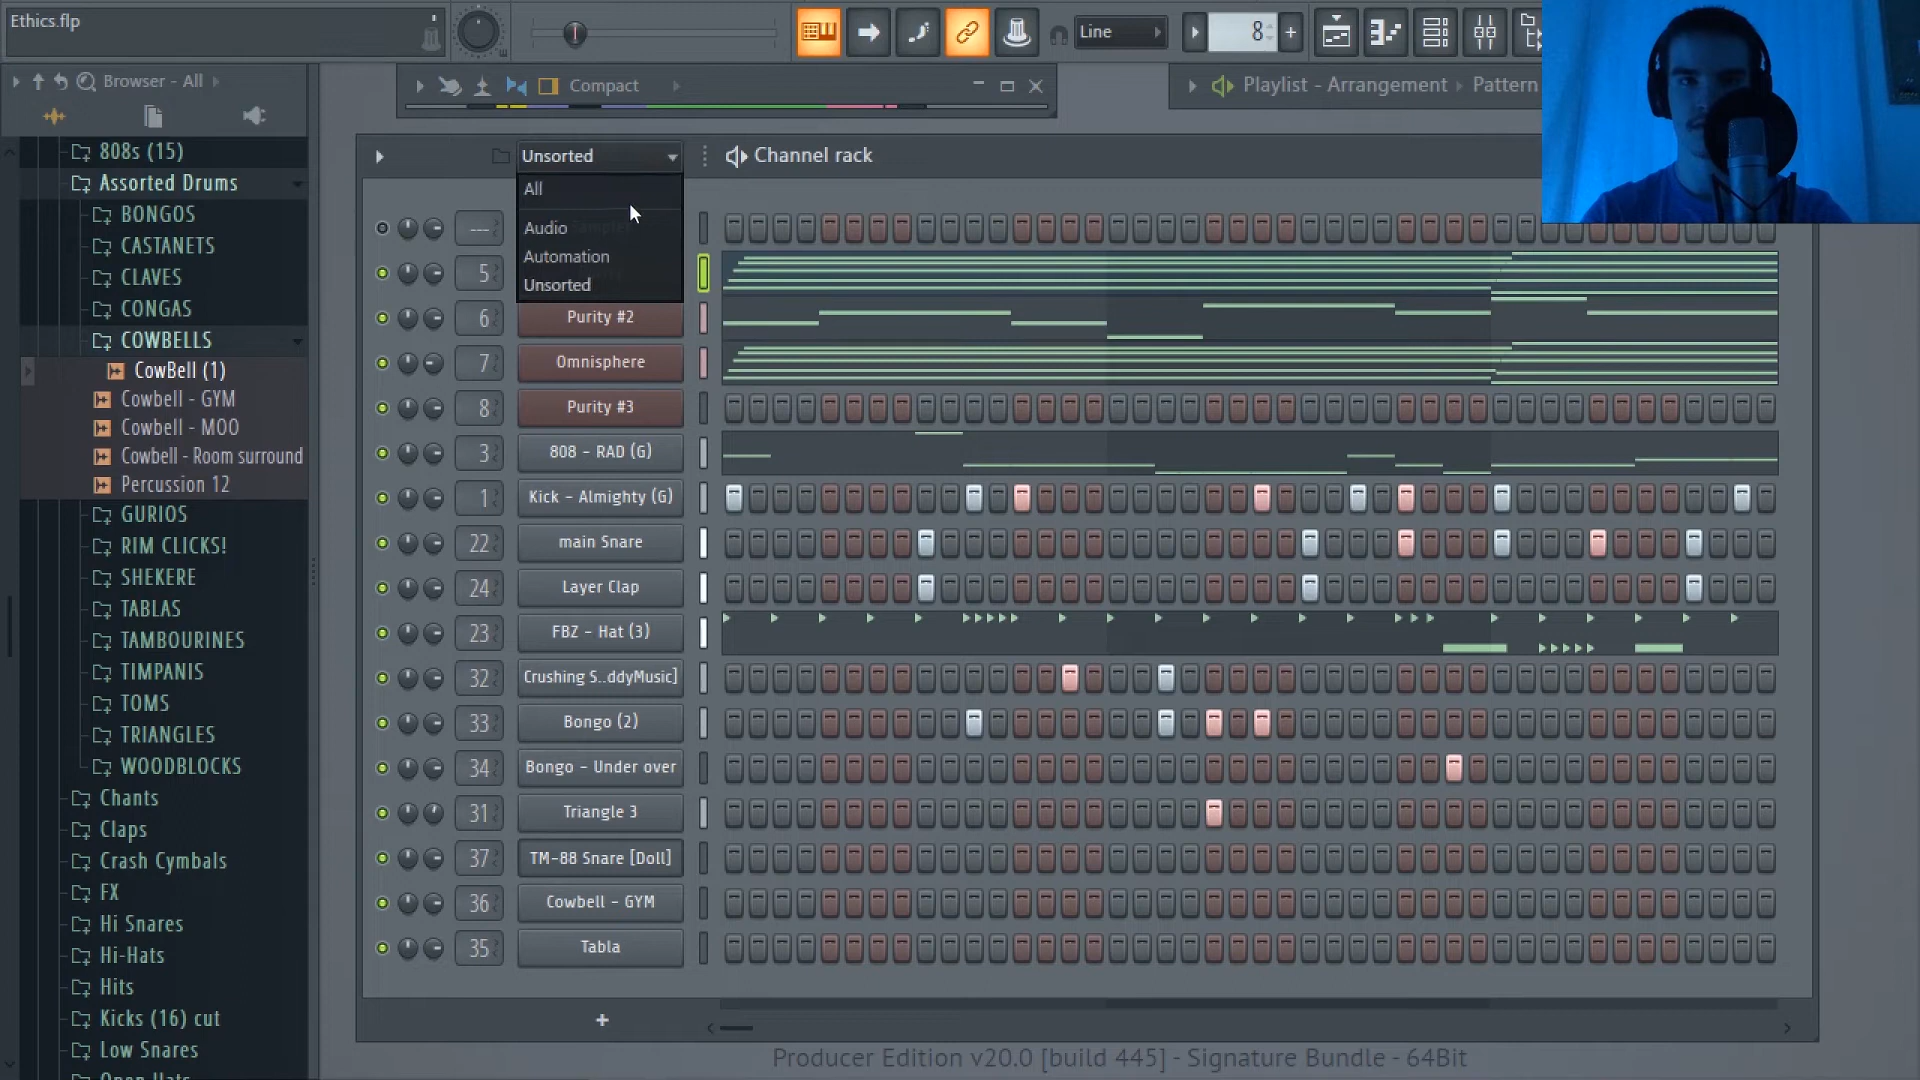 Ethics.flp
Line
8
Browser - All
Compact
Playlist - Arrangement
Pattern
808s (15)
Assorted Drums
BONGOS
CASTANETS
CLAVES
CONGAS
COWBELLS
CowBell (1)
Cowbell - GYM
Cowbell - MOO
Cowbell - Room surround
Percussion 12
GURIOS
RIM CLICKS!
SHEKERE
TABLAS
TAMBOURINES
TIMPANIS
TOMS
TRIANGLES
WOODBLOCKS
Chants
Claps
Crash Cymbals
FX
Hi Snares
Hi-Hats
Hits
Kicks (16) cut
Low Snares
Unsorted
Channel rack
All
Audio
Automation
Unsorted
---
5
6 Purity #2
7 Omnisphere
8 Purity #3
3 808 - RAD (G)
1 Kick - Almighty (G)
22 main Snare
24 Layer Clap
23 FBZ - Hat (3)
32 Crushing S..ddyMusic]
33 Bongo (2)
34 Bongo - Under over
31 Triangle 3
37 TM-88 Snare [Doll]
36 Cowbell - GYM
35 Tabla
+
Producer Edition v20.0 [build 445] - Signature Bundle - 64Bit